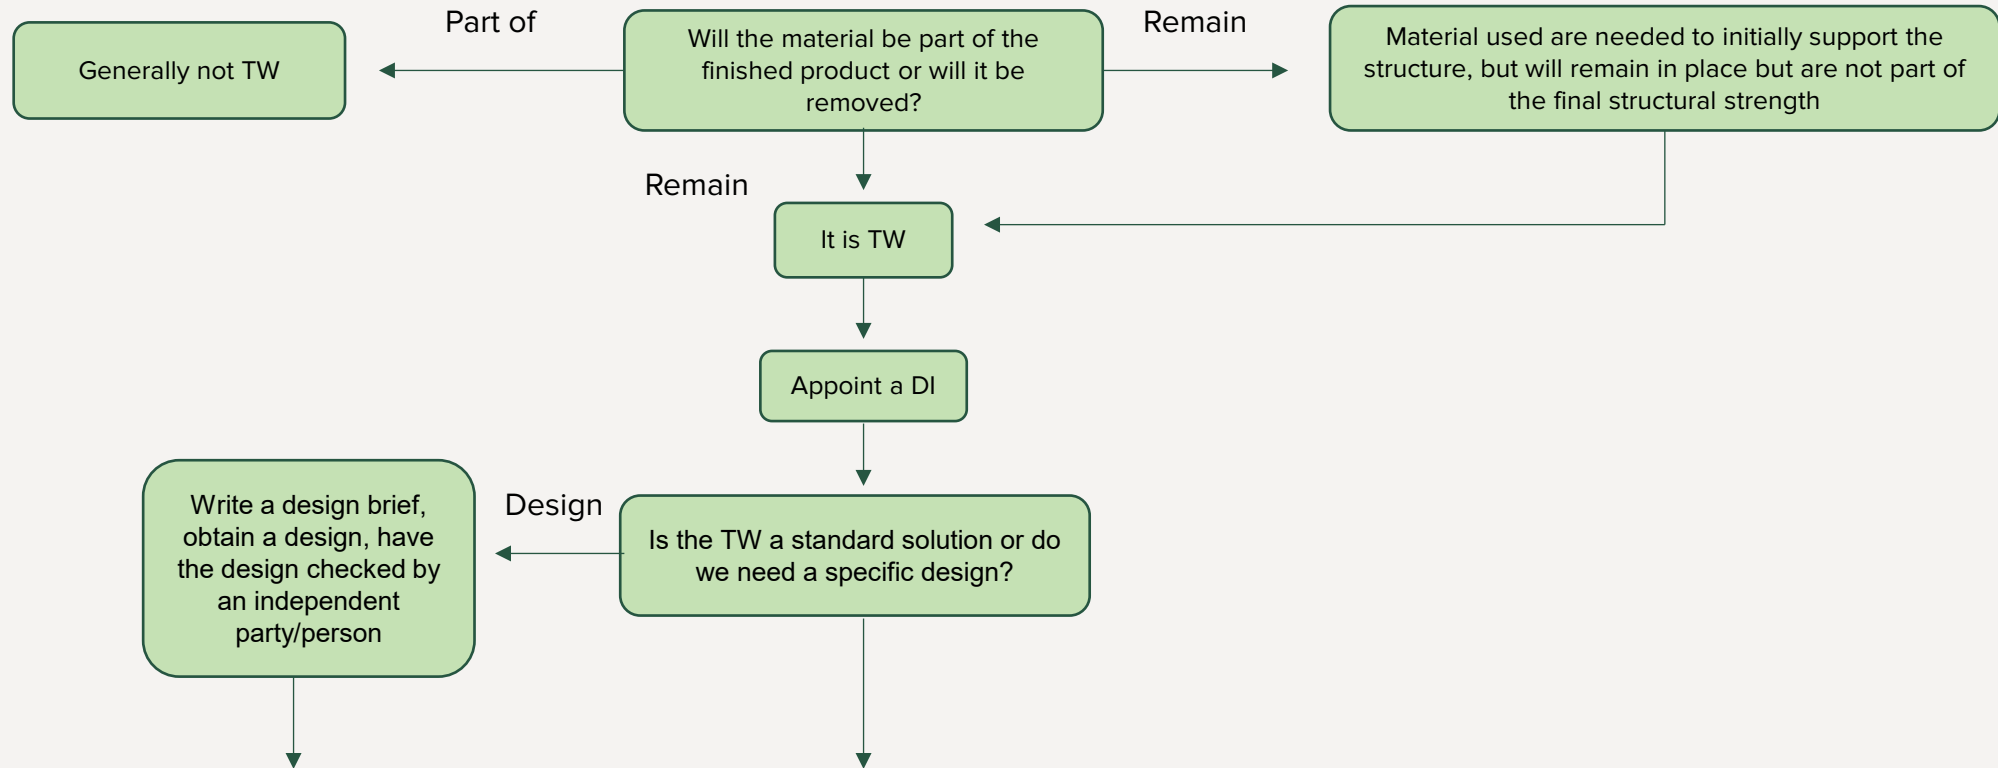 Part of
Remain
Generally not TW
Will the material be part of the
finished product or will it be
removed?
Material used are needed to initially support the
structure, but will remain in place but are not part of
the final structural strength
Remain
It is TW
Appoint a DI
Design
Write a design brief,
obtain a design, have
the design checked by
an independent
party/person
Is the TW a standard solution or do
we need a specific design?